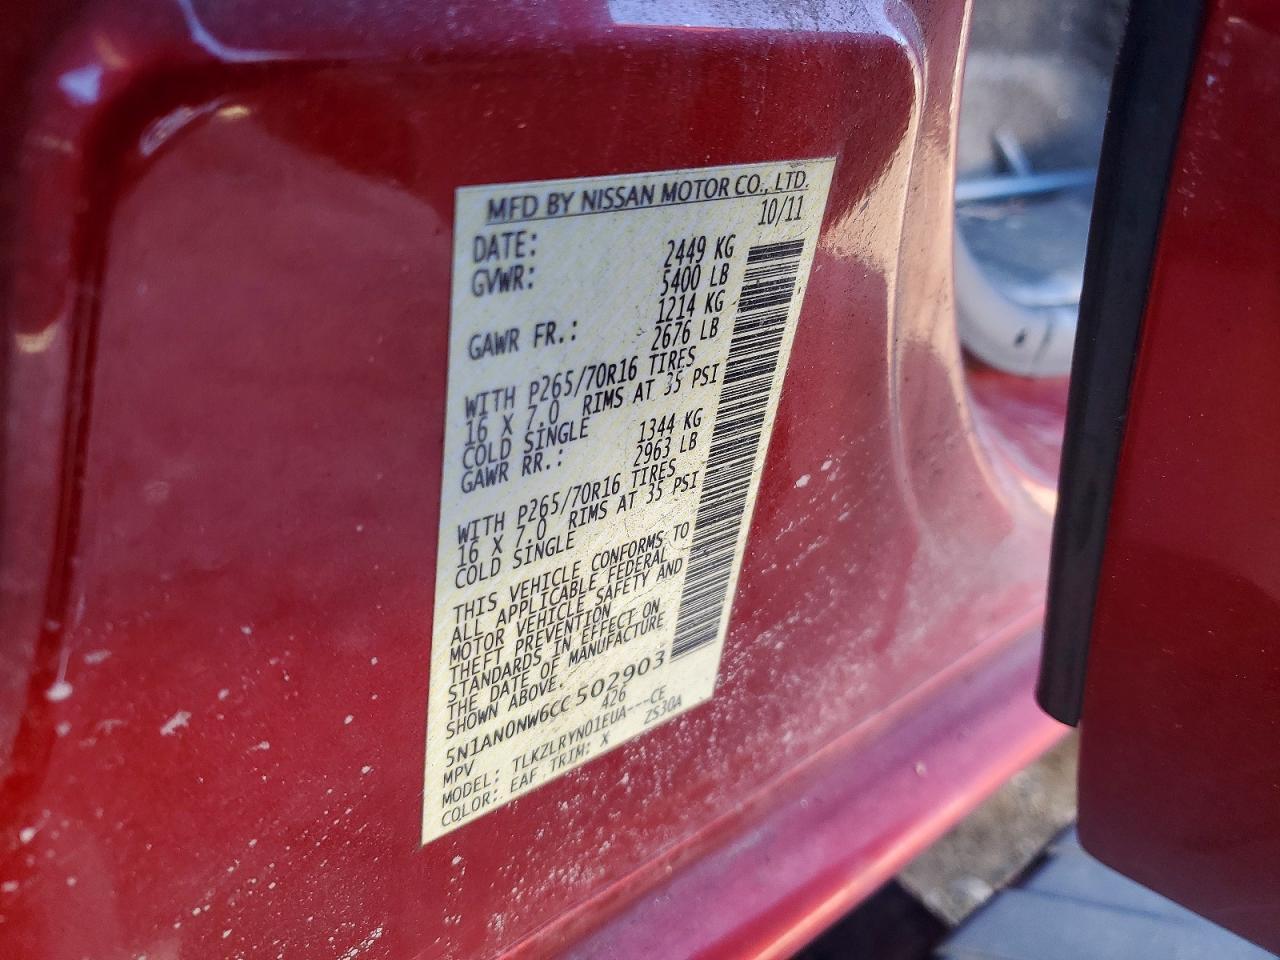 MFD BY NISSAN MOTOR CO., LTD.
DATE: 10/11
GVWR: 2449 KG
5400 LB
GAWR FR.: 1214 KG
2676 LB
WITH P265/70R16 TIRES
16 X 7.0 RIMS AT 35 PSI
COLD SINGLE
GAWR RR.: 1344 KG
2963 LB
WITH P265/70R16 TIRES
16 X 7.0 RIMS AT 35 PSI
COLD SINGLE
THIS VEHICLE CONFORMS TO
ALL APPLICABLE FEDERAL
MOTOR VEHICLE SAFETY AND
THEFT PREVENTION
STANDARDS IN EFFECT ON
THE DATE OF MANUFACTURE
SHOWN ABOVE.
5N1AN0NW6CC502903
MPV 426
MODEL: TLKZLRYN01EUA---CE
COLOR: EAF TRIM: X ZS30A